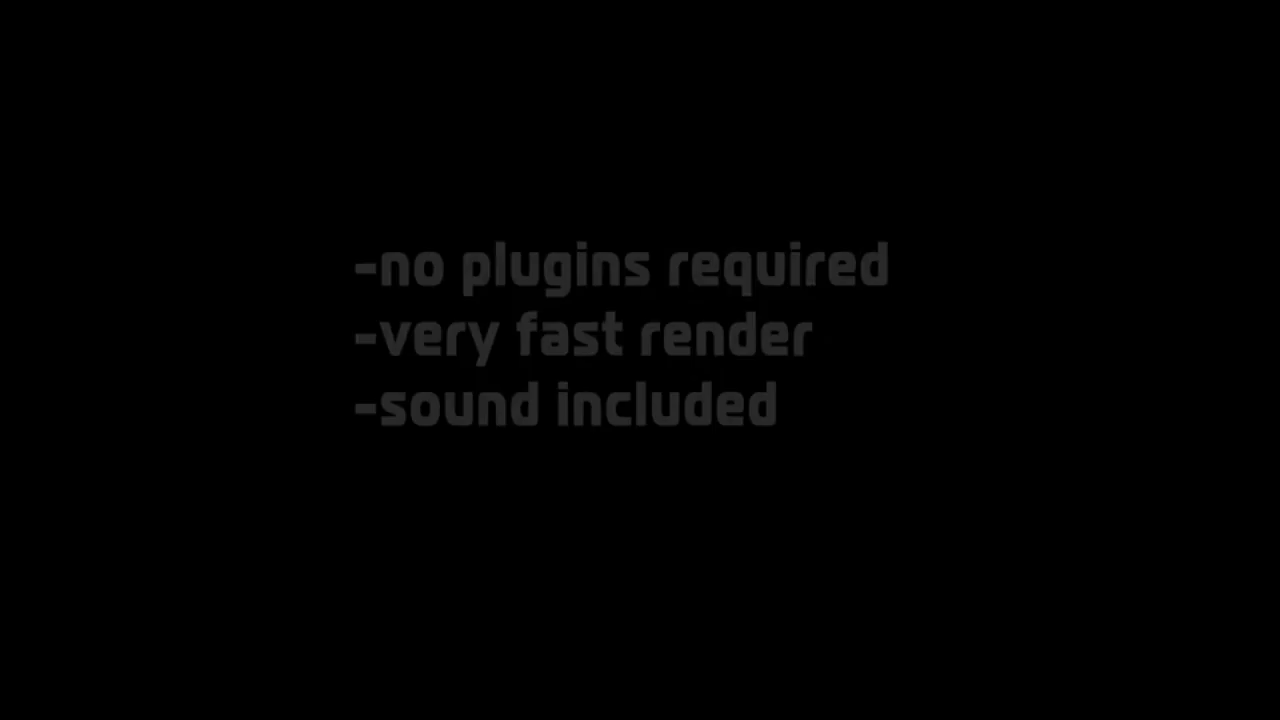 -no plugins required
-very fast render
-sound included